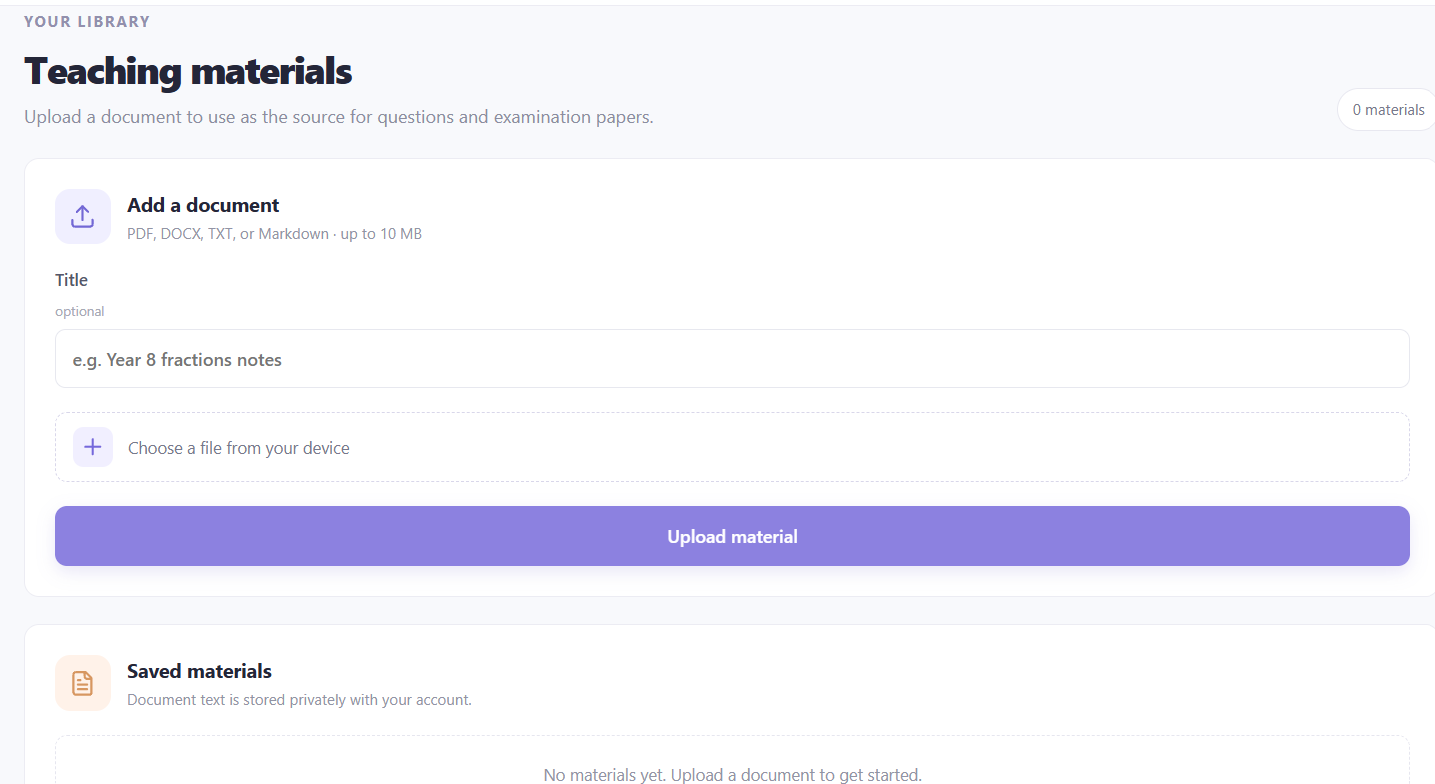 YOUR LIBRARY
Teaching materials
Upload a document to use as the source for questions and examination papers.
0 materials
Add a document
PDF, DOCX, TXT, or Markdown · up to 10 MB
Title
optional
e.g. Year 8 fractions notes
Choose a file from your device
Upload material
Saved materials
Document text is stored privately with your account.
No materials yet. Upload a document to get started.